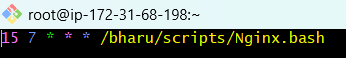 root@ip-172-31-68-198:~
15 7 * * * /bharu/scripts/Nginx.bash